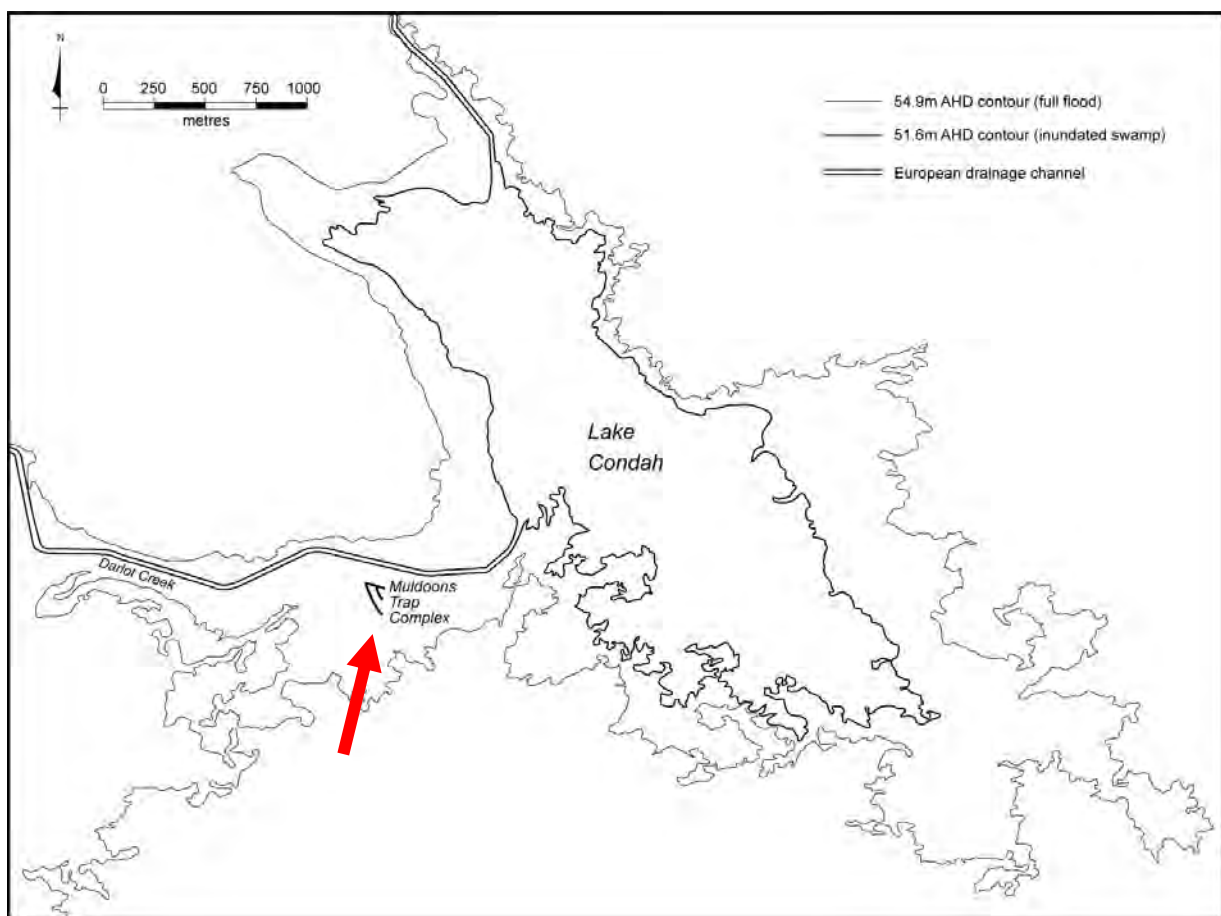 N
0 250 500 750 1000
metres
54.9m AHD contour (full flood)
51.6m AHD contour (inundated swamp)
European drainage channel
Lake
Condah
Darlot Creek
Muldoons
Trap
Complex